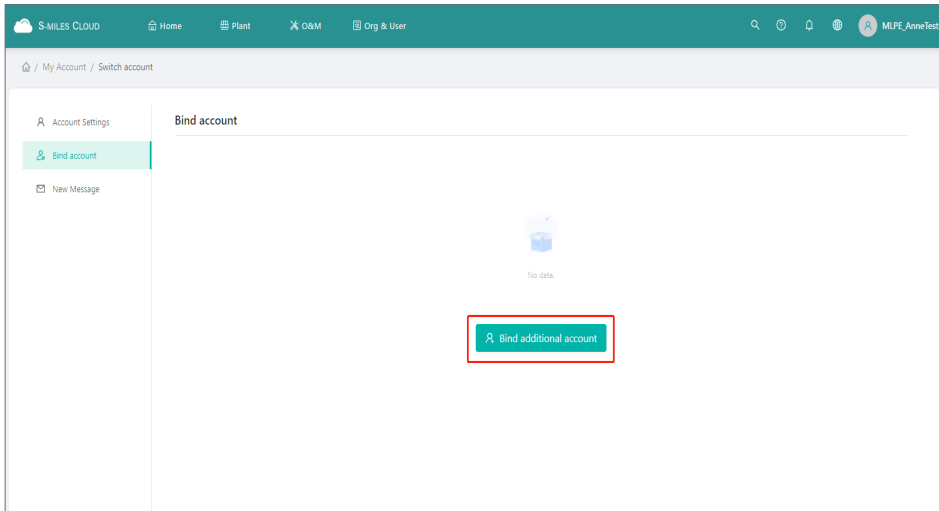 S-MILES CLOUD Home Plant O&M Org & User MLPE_AnneTest
/ My Account / Switch account
Account Settings
Bind account
New Message
Bind account
No data.
Bind additional account